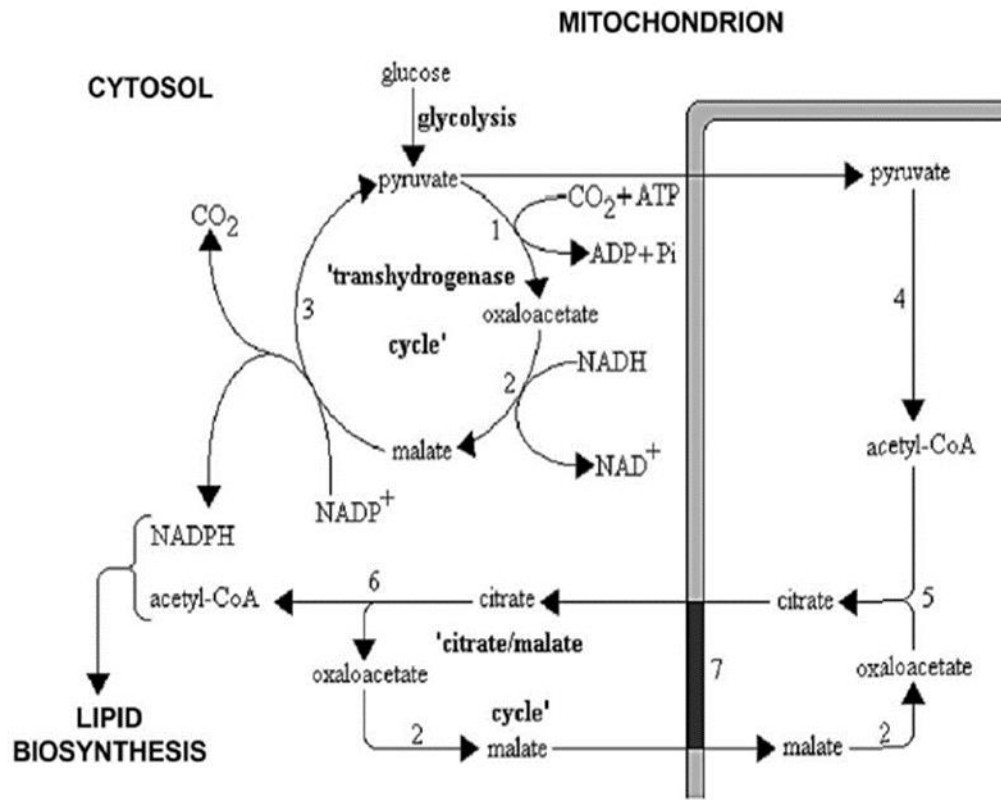 MITOCHONDRION
CYTOSOL
glucose
glycolysis
pyruvate
pyruvate
CO2+ATP
CO2
1
ADP+Pi
'transhydrogenase
3
oxaloacetate
4
cycle'
2
NADH
malate
NAD+
acetyl-CoA
NADP+
NADPH
6
acetyl-CoA
citrate
citrate
5
'citrate/malate
oxaloacetate
7
oxaloacetate
LIPID
BIOSYNTHESIS
cycle'
2
malate
malate
2